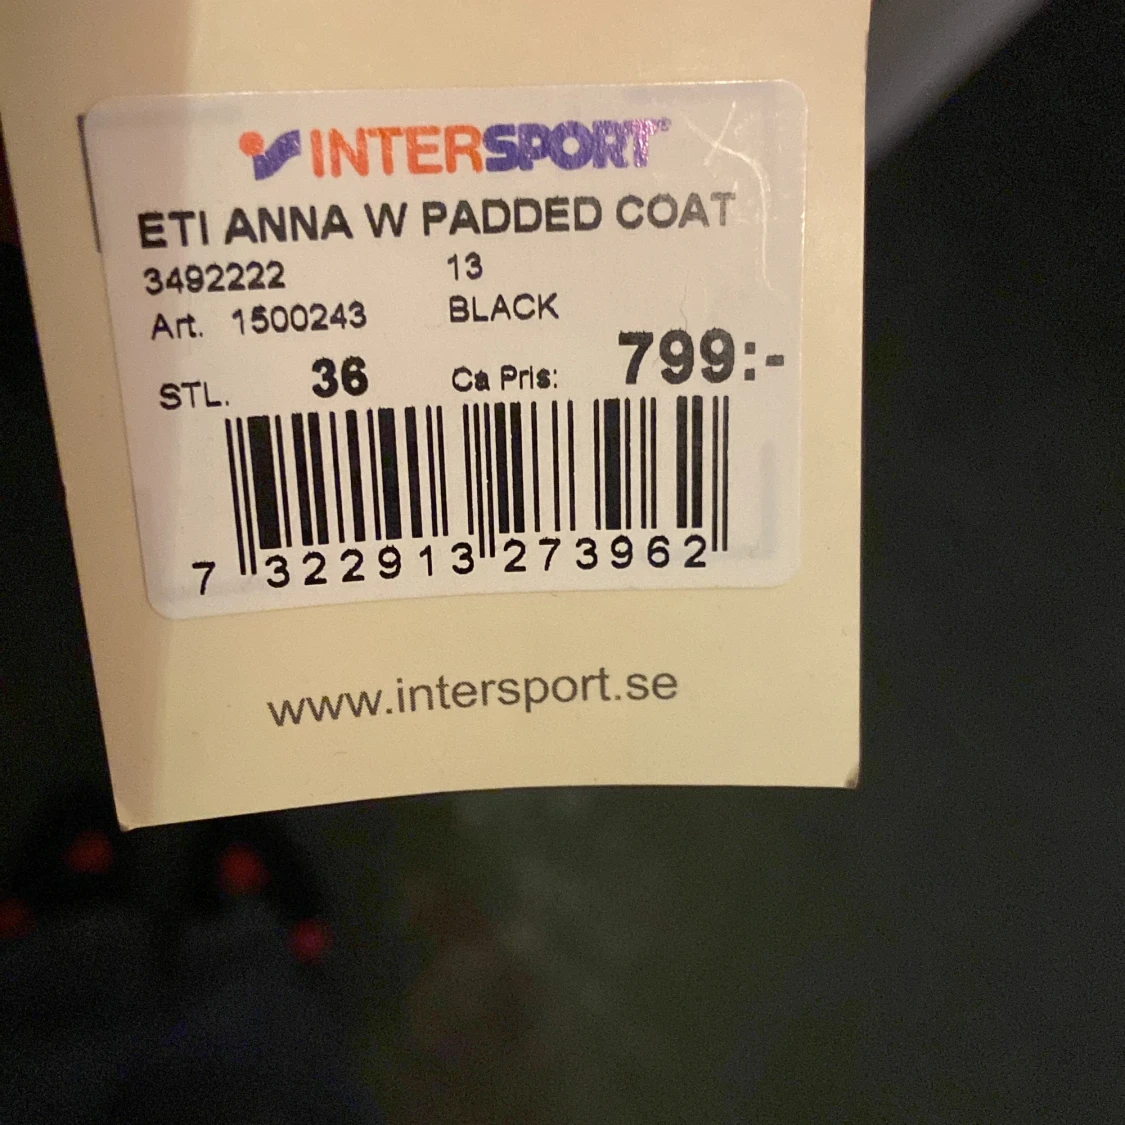 INTERSPORT®
ETI ANNA W PADDED COAT
3492222 13
Art. 1500243 BLACK
STL. 36 Ca Pris: 799:-
7 322913 273962
www.intersport.se